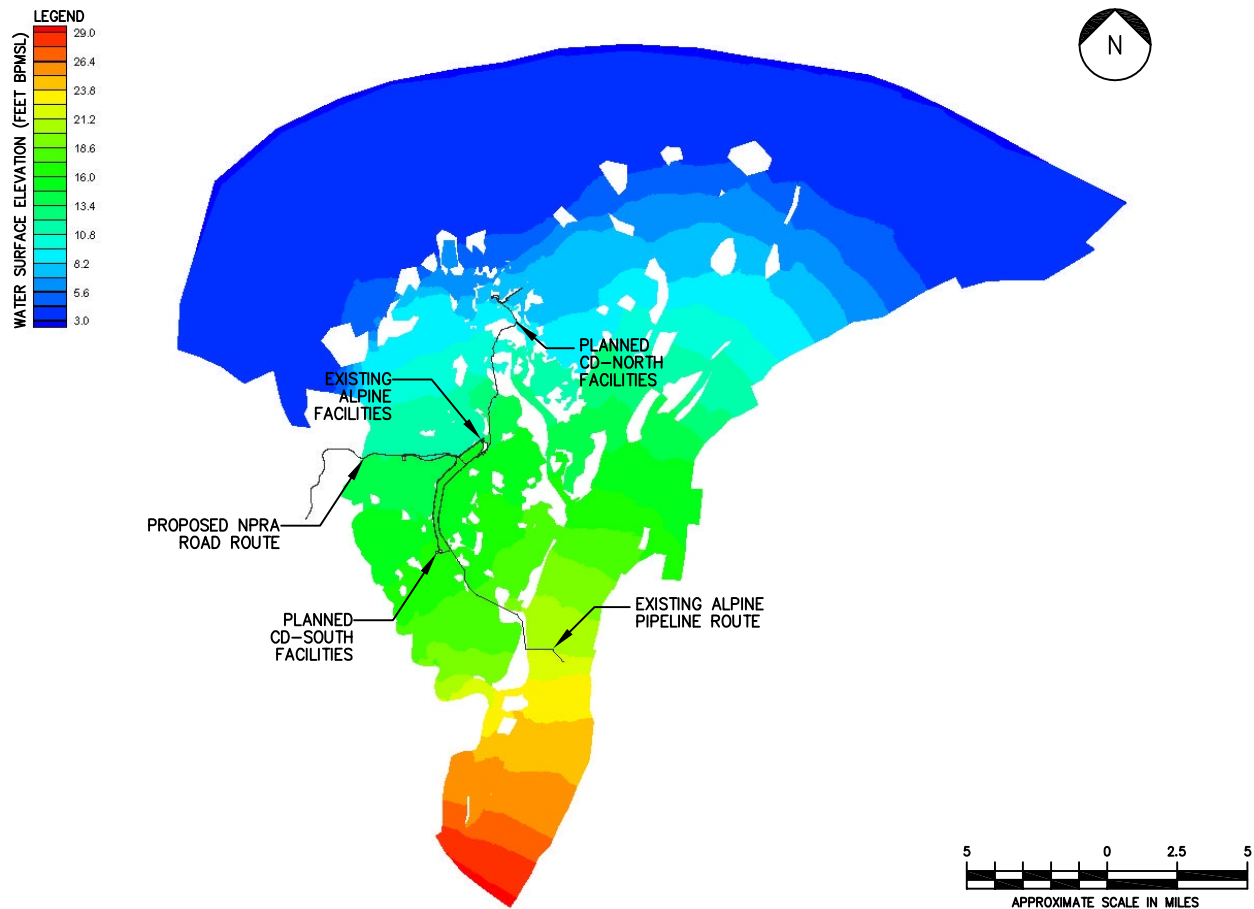 LEGEND
WATER SURFACE ELEVATION (FEET BPMSL)
29.0
26.4
23.8
21.2
18.6
16.0
13.4
10.8
8.2
5.6
3.0
N
PLANNED
CD-NORTH
FACILITIES
EXISTING
ALPINE
FACILITIES
PROPOSED NPRA
ROAD ROUTE
PLANNED
CD-SOUTH
FACILITIES
EXISTING ALPINE
PIPELINE ROUTE
5 0 2.5 5
APPROXIMATE SCALE IN MILES